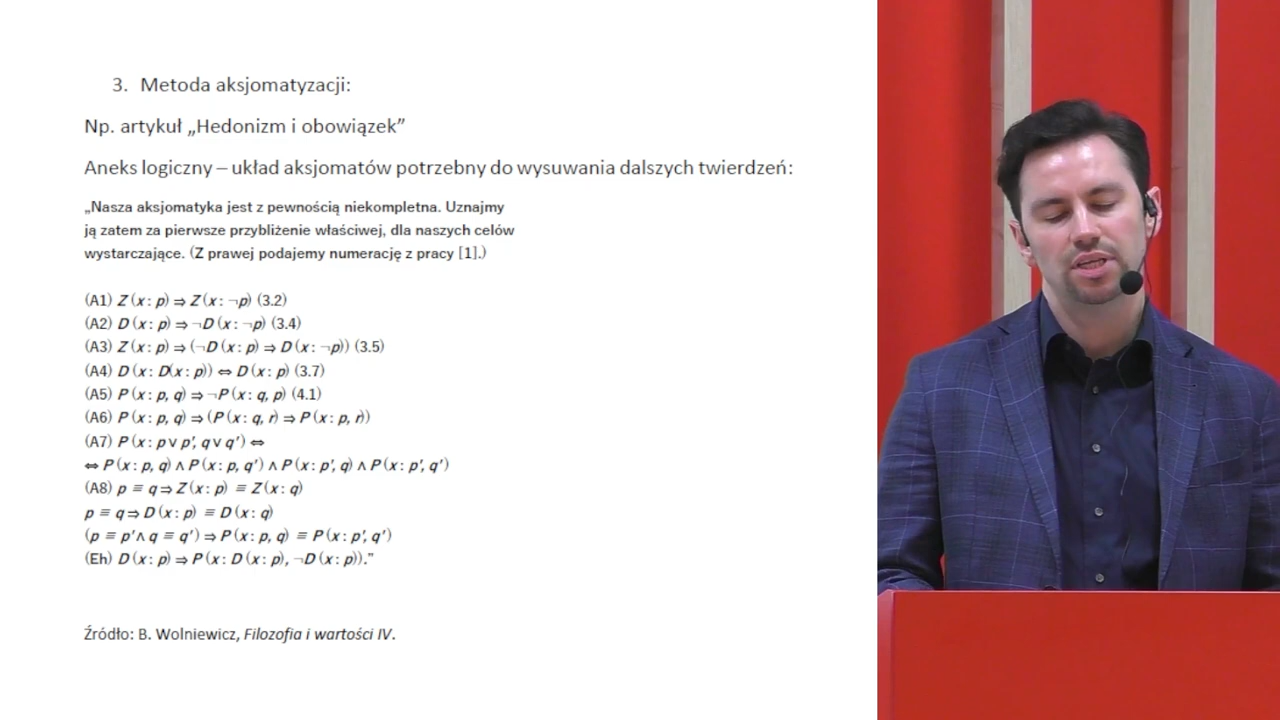 3. Metoda aksjomatyzacji:
Np. artykuł „Hedonizm i obowiązek”
Aneks logiczny – układ aksjomatów potrzebny do wysuwania dalszych twierdzeń:
„Nasza aksjomatyka jest z pewnością niekompletna. Uznajmy
ją zatem za pierwsze przybliżenie właściwej, dla naszych celów
wystarczające. (Z prawej podajemy numerację z pracy [1].)
(A1) Z (x : p) ⇒ Z (x : ¬p) (3.2)
(A2) D (x : p) ⇒ ¬D (x : ¬p) (3.4)
(A3) Z (x : p) ⇒ (¬D (x : p) ⇒ D (x : ¬p)) (3.5)
(A4) D (x : D(x : p)) ⇔ D (x : p) (3.7)
(A5) P (x : p, q) ⇒ ¬P (x : q, p) (4.1)
(A6) P (x : p, q) ⇒ (P (x : q, r) ⇒ P (x : p, r))
(A7) P (x : p ∨ p′, q ∨ q′) ⇔
⇔ P (x : p, q) ∧ P (x : p, q′) ∧ P (x : p′, q) ∧ P (x : p′, q′)
(A8) p ≡ q ⇒ Z (x : p) ≡ Z (x : q)
p ≡ q ⇒ D (x : p) ≡ D (x : q)
(p ≡ p′ ∧ q ≡ q′) ⇒ P (x : p, q) ≡ P (x : p′, q′)
(Eh) D (x : p) ⇒ P (x : D (x : p), ¬D (x : p)).”
Źródło: B. Wolniewicz, Filozofia i wartości IV.